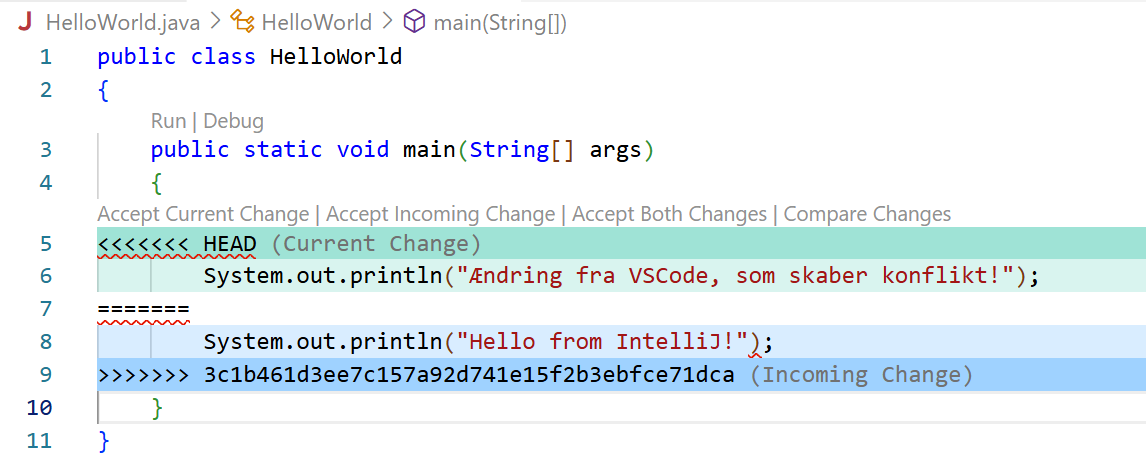 J HelloWorld.java > HelloWorld > main(String[])
1 public class HelloWorld
2 {
Run | Debug
3 public static void main(String[] args)
4 {
Accept Current Change | Accept Incoming Change | Accept Both Changes | Compare Changes
5 <<<<<<< HEAD (Current Change)
6 System.out.println("Ændring fra VSCode, som skaber konflikt!");
7 =======
8 System.out.println("Hello from IntelliJ!");
9 >>>>>>> 3c1b461d3ee7c157a92d741e15f2b3ebfce71dca (Incoming Change)
10 }
11 }